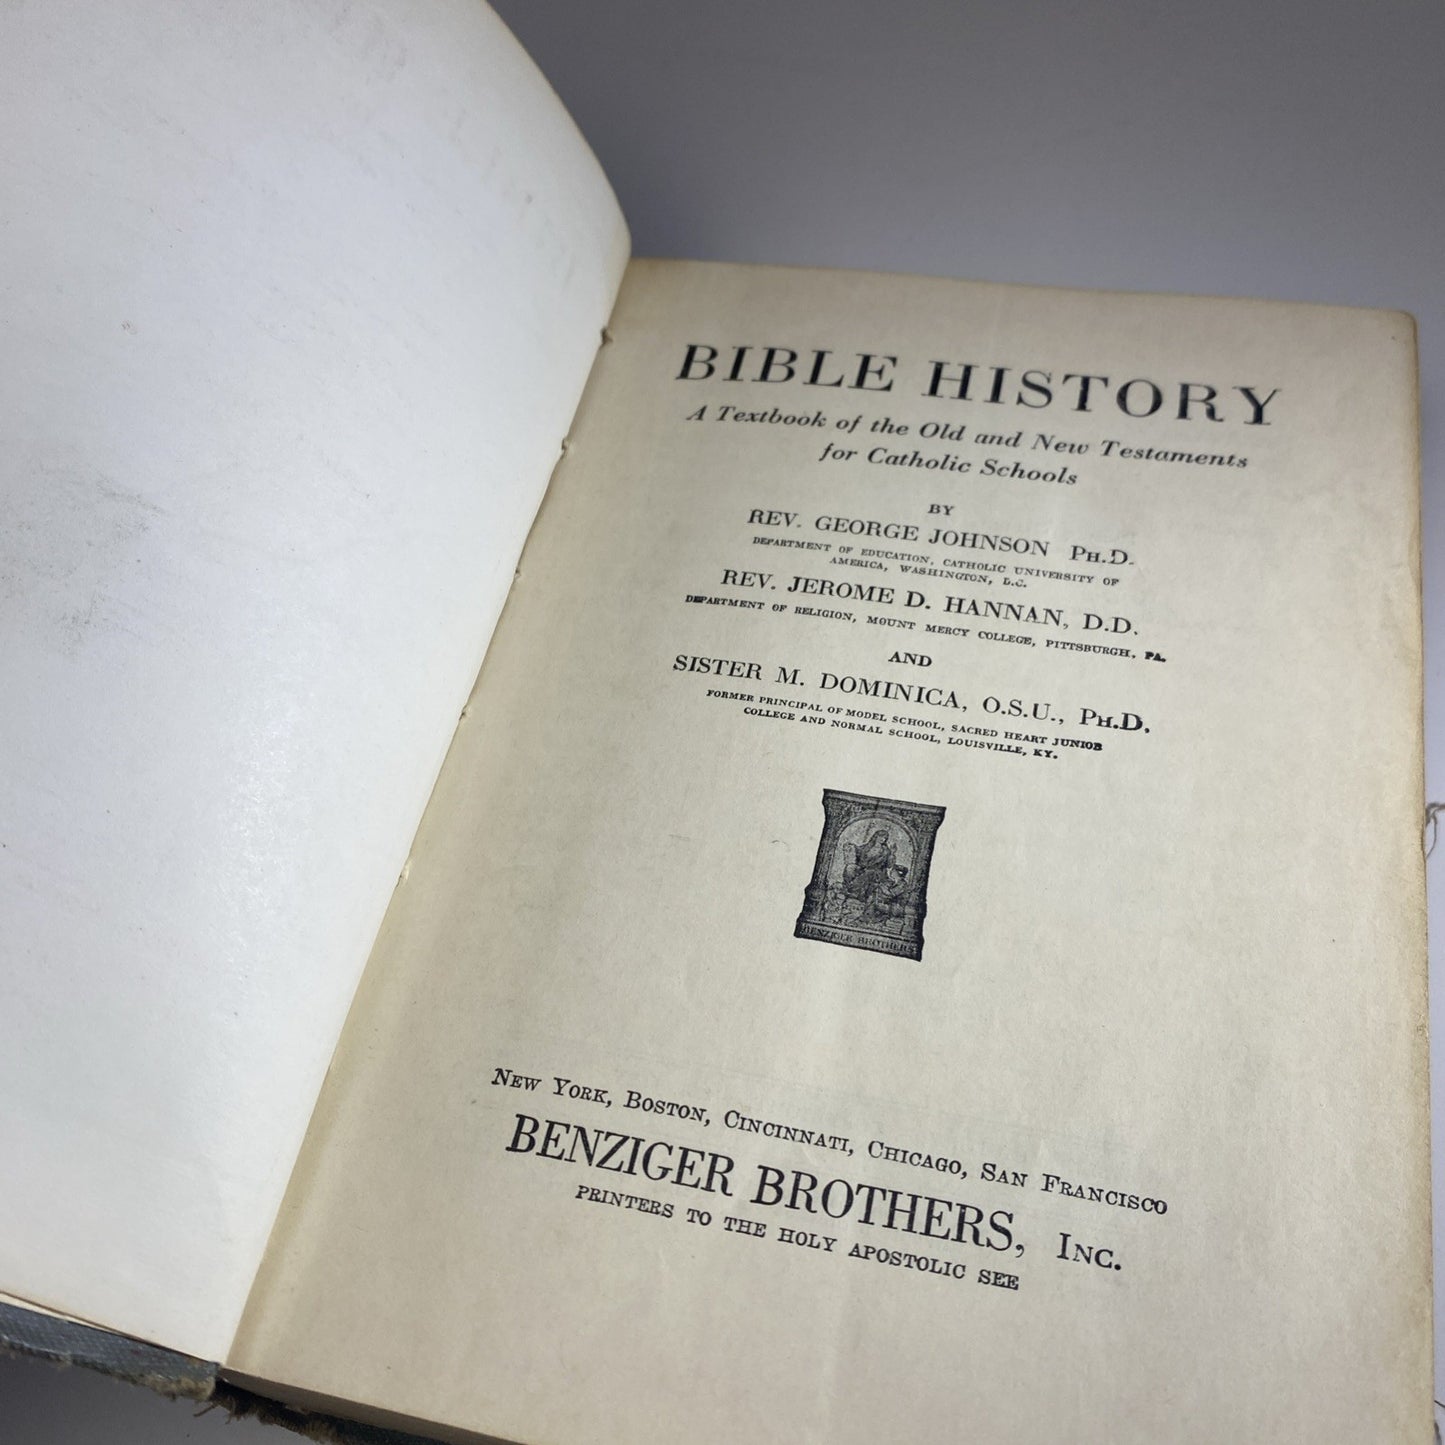 BIBLE HISTORY
A Textbook of the Old and New Testaments
for Catholic Schools
BY
REV. GEORGE JOHNSON PH.D.
DEPARTMENT OF EDUCATION, CATHOLIC UNIVERSITY OF
AMERICA, WASHINGTON, D.C.
REV. JEROME D. HANNAN, D.D.
DEPARTMENT OF RELIGION, MOUNT MERCY COLLEGE, PITTSBURGH, PA.
AND
SISTER M. DOMINICA, O.S.U., PH.D.
FORMER PRINCIPAL OF MODEL SCHOOL, SACRED HEART JUNIOR
COLLEGE AND NORMAL SCHOOL, LOUISVILLE, KY.
BENZIGER BROTHERS
NEW YORK, BOSTON, CINCINNATI, CHICAGO, SAN FRANCISCO
BENZIGER BROTHERS, INC.
PRINTERS TO THE HOLY APOSTOLIC SEE